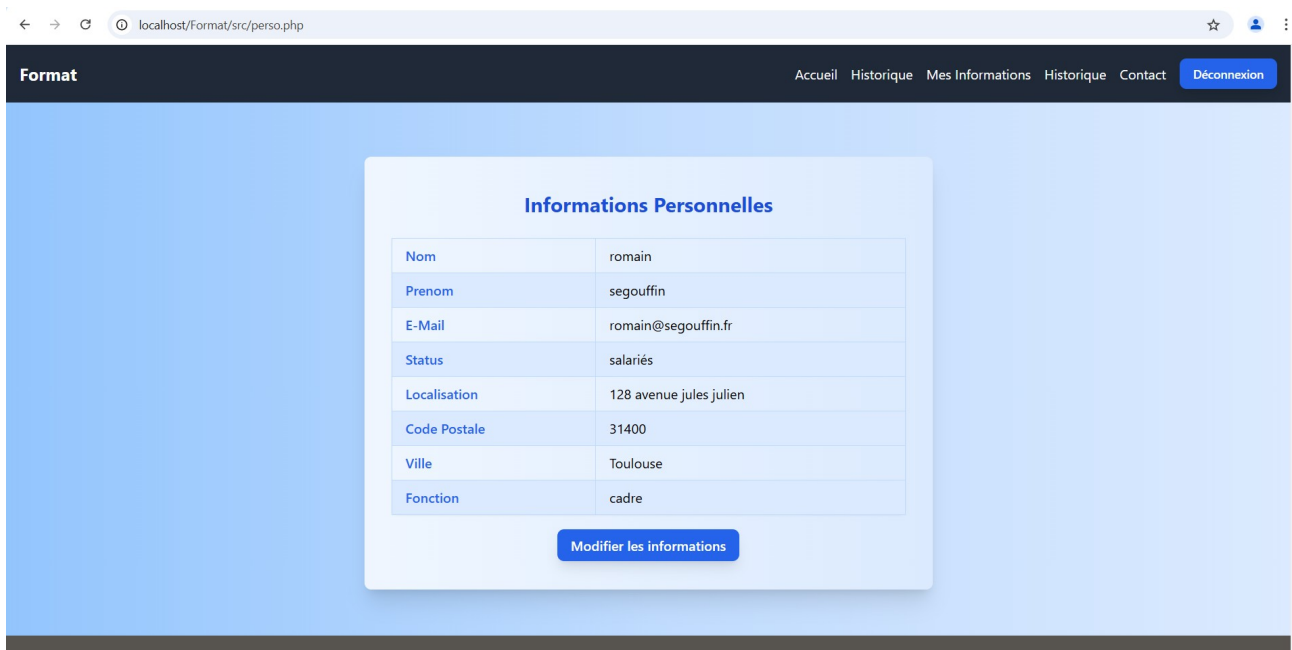 localhost/Format/src/perso.php
Format Accueil Historique Mes Informations Historique Contact Déconnexion
Informations Personnelles
Nom romain
Prenom segouffin
E-Mail romain@segouffin.fr
Status salariés
Localisation 128 avenue jules julien
Code Postale 31400
Ville Toulouse
Fonction cadre
Modifier les informations